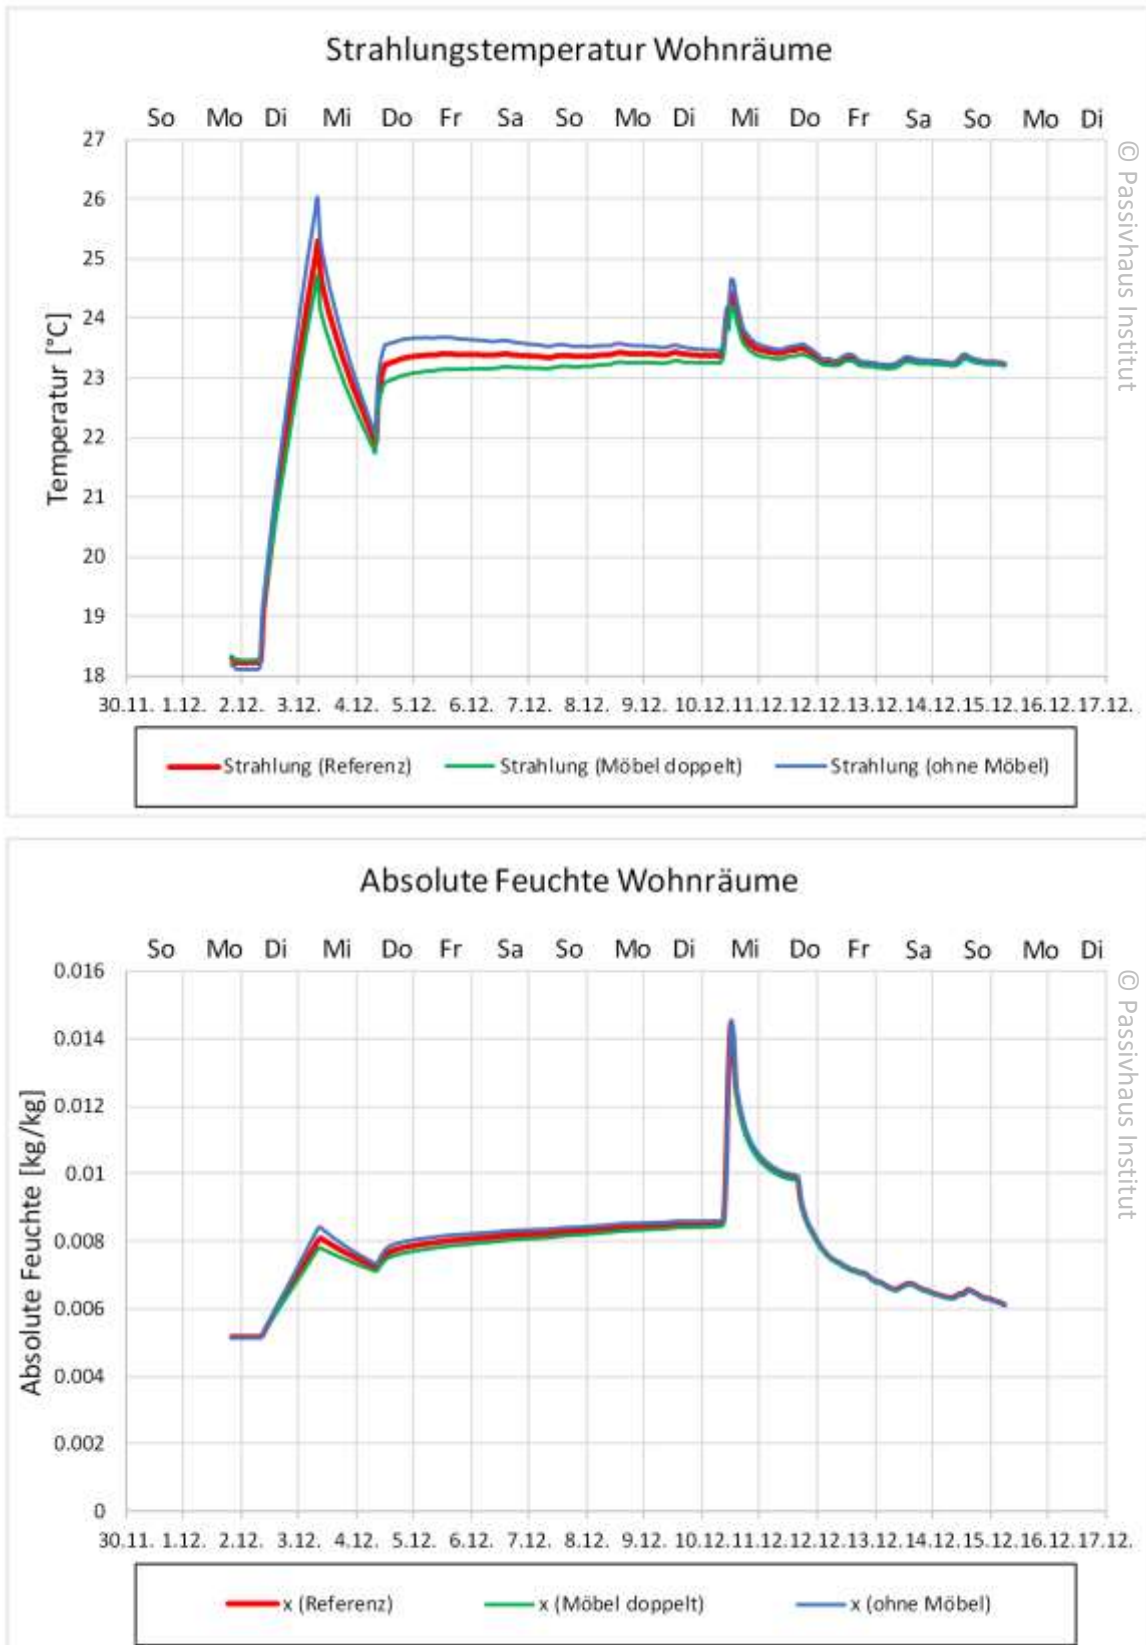 Strahlungstemperatur Wohnräume
So Mo Di Mi Do Fr Sa So Mo Di Mi Do Fr Sa So Mo Di
27
26
25
24
23
22
21
20
19
18
Temperatur [°C]
30.11. 1.12. 2.12. 3.12. 4.12. 5.12. 6.12. 7.12. 8.12. 9.12. 10.12. 11.12. 12.12. 13.12. 14.12. 15.12. 16.12. 17.12.
Strahlung (Referenz) Strahlung (Möbel doppelt) Strahlung (ohne Möbel)
© Passivhaus Institut
Absolute Feuchte Wohnräume
So Mo Di Mi Do Fr Sa So Mo Di Mi Do Fr Sa So Mo Di
0.016
0.014
0.012
0.01
0.008
0.006
0.004
0.002
0
Absolute Feuchte [kg/kg]
30.11. 1.12. 2.12. 3.12. 4.12. 5.12. 6.12. 7.12. 8.12. 9.12. 10.12. 11.12. 12.12. 13.12. 14.12. 15.12. 16.12. 17.12.
x (Referenz) x (Möbel doppelt) x (ohne Möbel)
© Passivhaus Institut